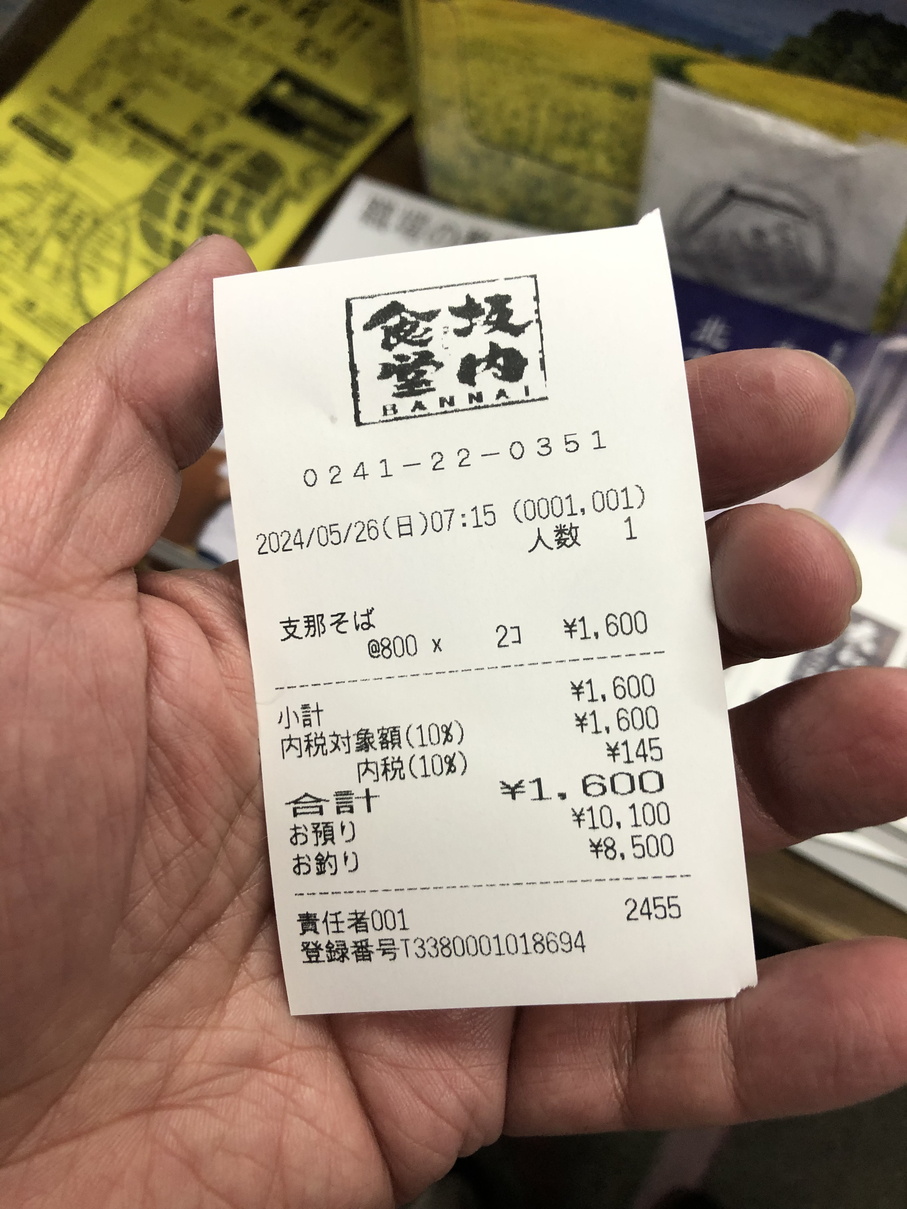 坂内
食堂
BANNAI
0241-22-0351
2024/05/26(日)07:15 (0001,001)
人数 1
支那そば
@800 x 2コ ¥1,600
小計 ¥1,600
内税対象額(10%) ¥1,600
内税(10%) ¥145
合計 ¥1,600
お預り ¥10,100
お釣り ¥8,500
責任者001 2455
登録番号T3380001018694
北